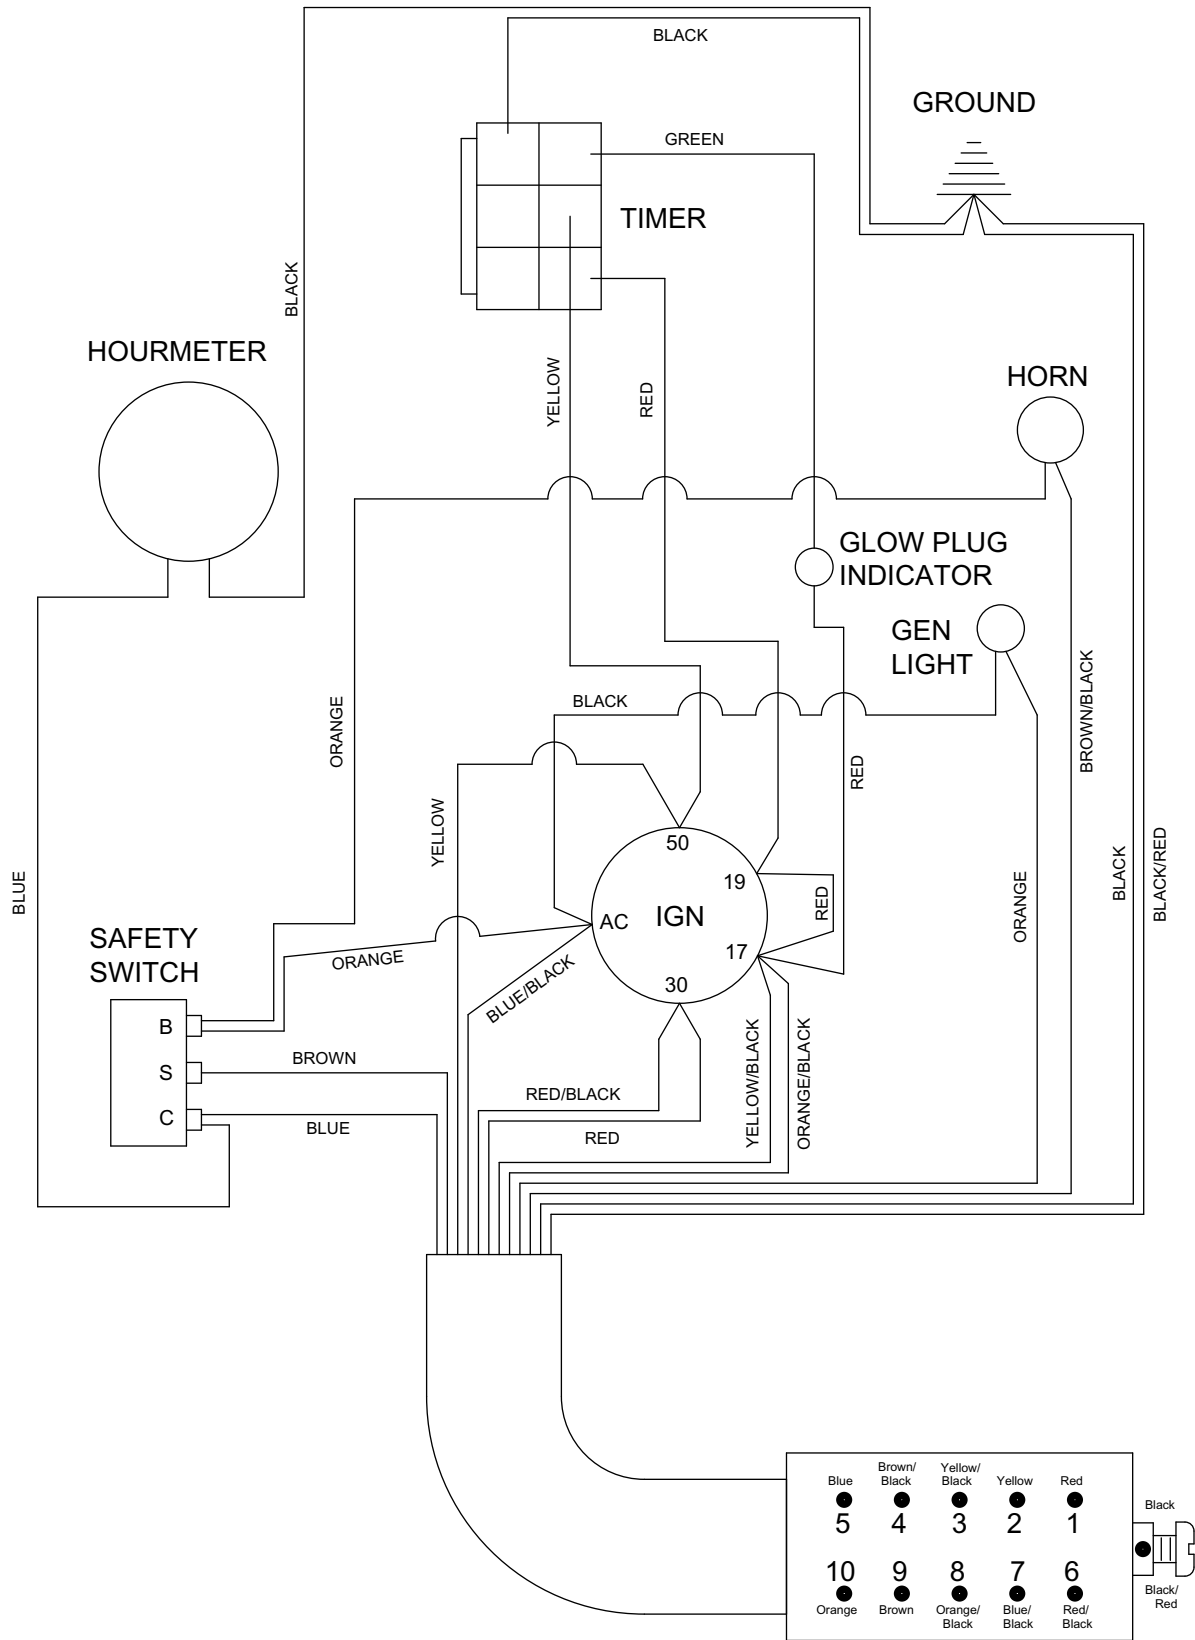 BLACK
GROUND
GREEN
TIMER
BLACK
HOURMETER
YELLOW
RED
HORN
GLOW PLUG
INDICATOR
GEN
LIGHT
BROWN/BLACK
BLACK
ORANGE
RED
YELLOW
50
19
BLUE
RED
ORANGE
BLACK
BLACK/RED
AC
IGN
SAFETY
SWITCH
ORANGE
17
BLUE/BLACK
30
B
YELLOW/BLACK
ORANGE/BLACK
BROWN
S
RED/BLACK
C
BLUE
RED
Blue
Brown/
Black
Yellow/
Black
Yellow
Red
Black
5
4
3
2
1
10
9
8
7
6
Orange
Brown
Orange/
Black
Blue/
Black
Red/
Black
Black/
Red